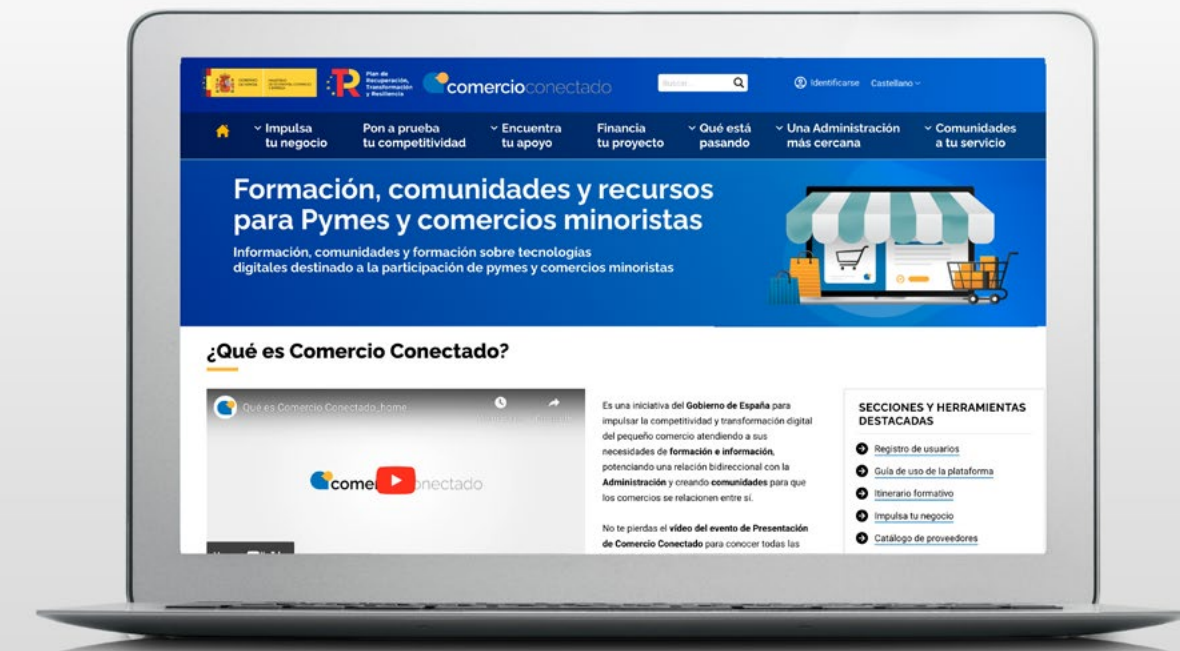 GOBIERNO
DE ESPAÑA
Plan de
Recuperación,
Transformación
y Resiliencia
comercioconectado
Buscar
Identificarse
Castellano
Impulsa
tu negocio
Pon a prueba
tu competitividad
Encuentra
tu apoyo
Financia
tu proyecto
Qué está
pasando
Una Administración
más cercana
Comunidades
a tu servicio
Formación, comunidades y recursos
para Pymes y comercios minoristas
Información, comunidades y formación sobre tecnologías
digitales destinado a la participación de pymes y comercios minoristas
¿Qué es Comercio Conectado?
Qué es Comercio Conectado_home
Es una iniciativa del Gobierno de España para
impulsar la competitividad y transformación digital
del pequeño comercio atendiendo a sus
necesidades de formación e información,
potenciando una relación bidireccional con la
Administración y creando comunidades para que
los comercios se relacionen entre sí.
No te pierdas el vídeo del evento de Presentación
de Comercio Conectado para conocer todas las
SECCIONES Y HERRAMIENTAS
DESTACADAS
Registro de usuarios
Guía de uso de la plataforma
Itinerario formativo
Impulsa tu negocio
Catálogo de proveedores